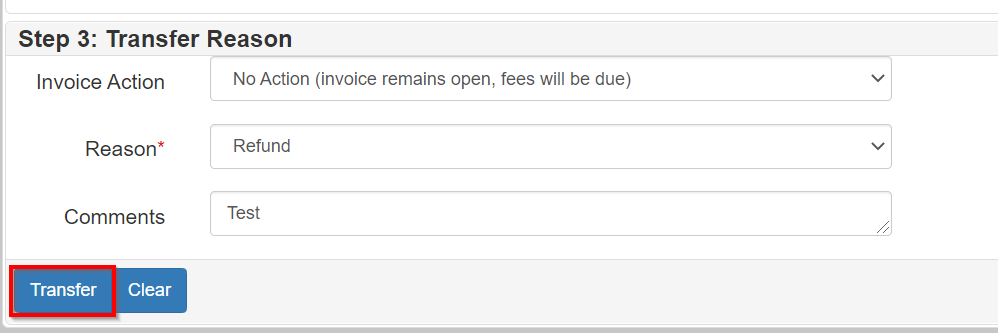 Step 3: Transfer Reason
Invoice Action No Action (invoice remains open, fees will be due)
Reason* Refund
Comments Test
Transfer Clear